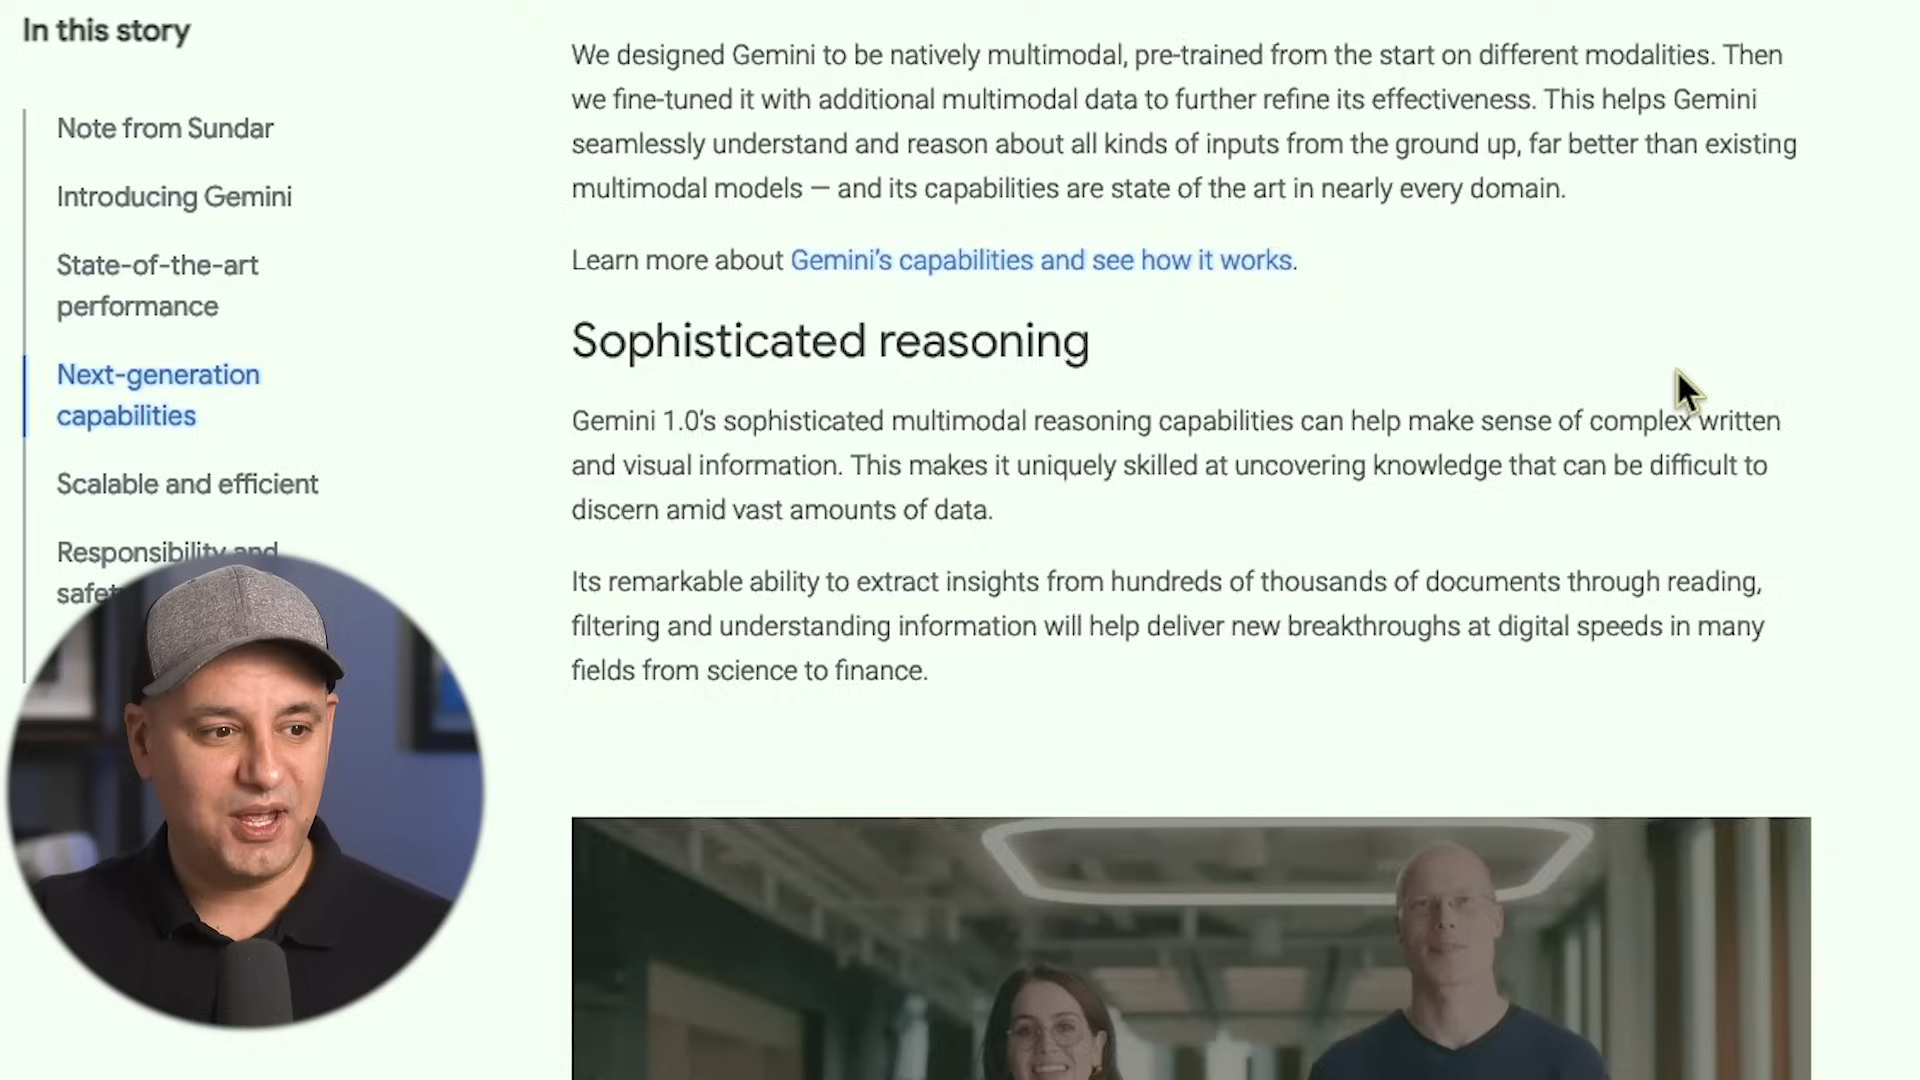 In this story
Note from Sundar
Introducing Gemini
State-of-the-art
performance
Next-generation
capabilities
Scalable and efficient
Responsibility and
safet
We designed Gemini to be natively multimodal, pre-trained from the start on different modalities. Then
we fine-tuned it with additional multimodal data to further refine its effectiveness. This helps Gemini
seamlessly understand and reason about all kinds of inputs from the ground up, far better than existing
multimodal models — and its capabilities are state of the art in nearly every domain.
Learn more about Gemini's capabilities and see how it works.
Sophisticated reasoning
Gemini 1.0's sophisticated multimodal reasoning capabilities can help make sense of complex written
and visual information. This makes it uniquely skilled at uncovering knowledge that can be difficult to
discern amid vast amounts of data.
Its remarkable ability to extract insights from hundreds of thousands of documents through reading,
filtering and understanding information will help deliver new breakthroughs at digital speeds in many
fields from science to finance.